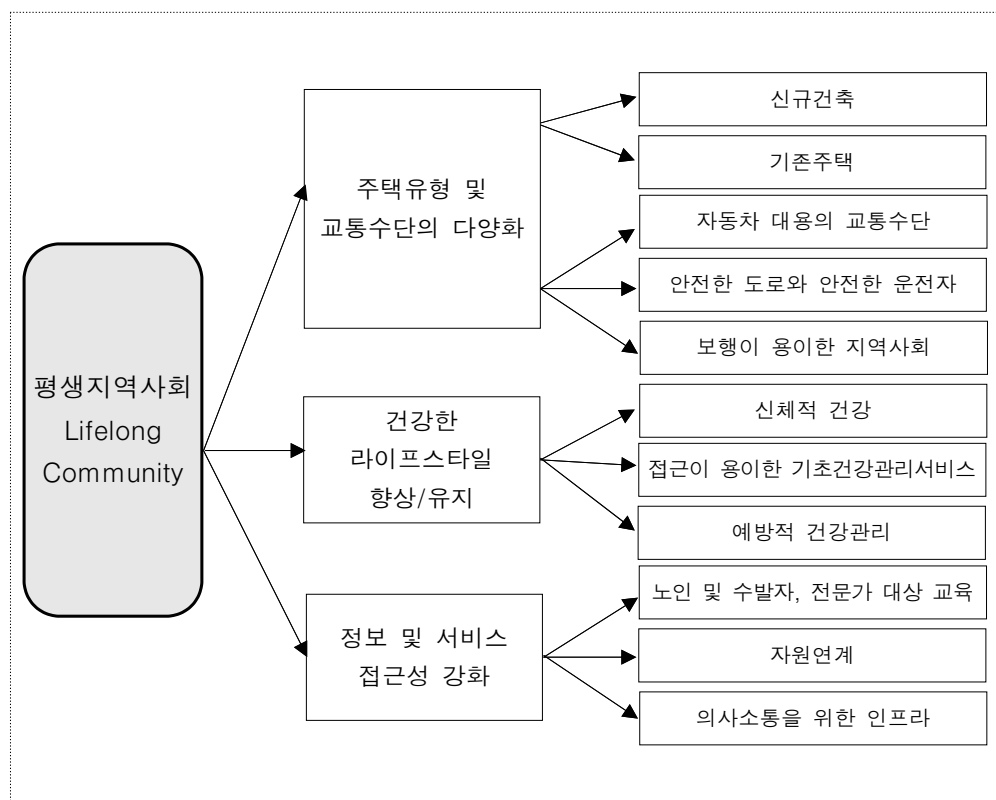 평생지역사회
Lifelong
Community
주택유형 및
교통수단의 다양화
신규건축
기존주택
자동차 대용의 교통수단
안전한 도로와 안전한 운전자
보행이 용이한 지역사회
건강한
라이프스타일
향상/유지
신체적 건강
접근이 용이한 기초건강관리서비스
예방적 건강관리
정보 및 서비스
접근성 강화
노인 및 수발자, 전문가 대상 교육
자원연계
의사소통을 위한 인프라